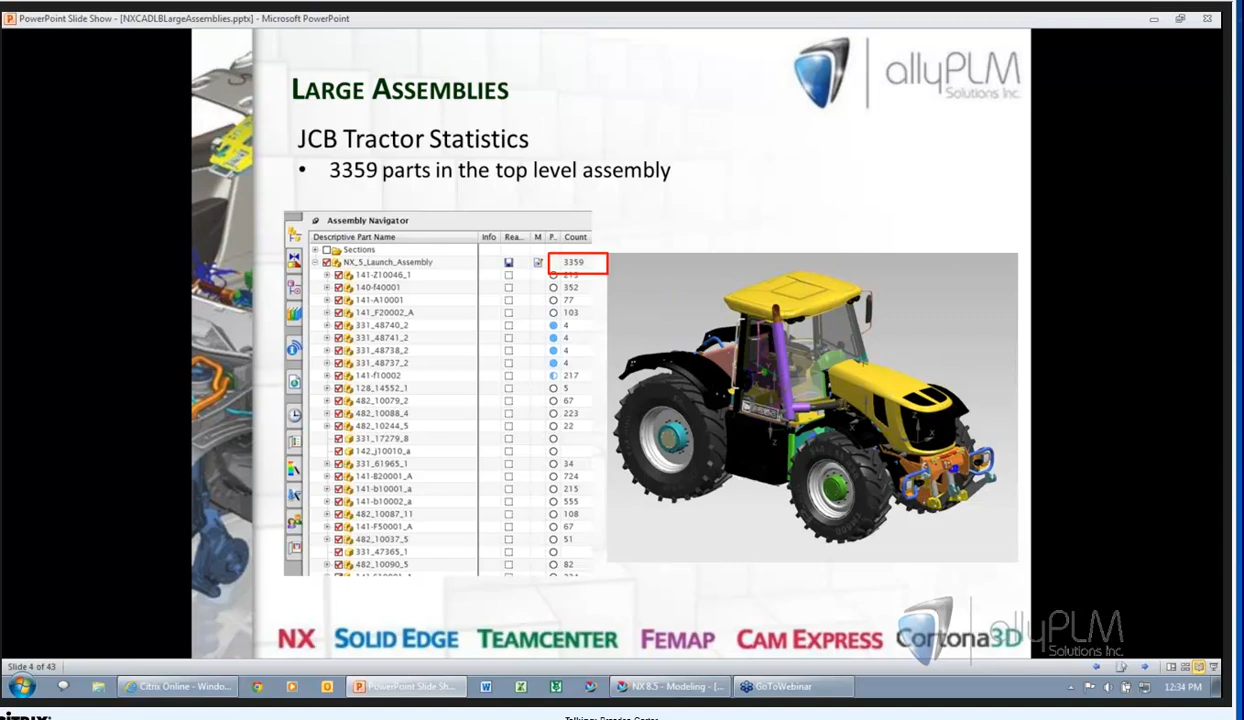 PowerPoint Slide Show - [NXCADLBLargeAssemblies.pptx] - Microsoft PowerPoint
LARGE ASSEMBLIES
allyPLM
Solutions Inc.
JCB Tractor Statistics
• 3359 parts in the top level assembly
Assembly Navigator
Descriptive Part Name Info Rea... M P.. Count
Sections
NX_5_Launch_Assembly 3359
141-Z10046_1
140-f40001 352
141-A10001 77
141_F20002_A 103
331_48740_2 4
331_48741_2 4
331_48738_2 4
331_48737_2 4
141-f10002 217
128_14552_1 5
482_10079_2 67
482_10088_4 223
482_10244_5 22
331_17279_8
142_j10010_a
331_61965_1 34
141-820001_A 724
141-b10001_a 215
141-b10002_a 555
482_10087_11 108
141-F50001_A 67
482_10037_5 51
331_47365_1
482_10090_5 82
NX SOLID EDGE TEAMCENTER FEMAP CAM EXPRESS Cortona3D
allyPLM
Solutions Inc.
Slide 4 of 43
Citrix Online - Windo...
PowerPoint Slide Sh...
NX 8.5 - Modeling - [...
GoToWebinar
12:34 PM